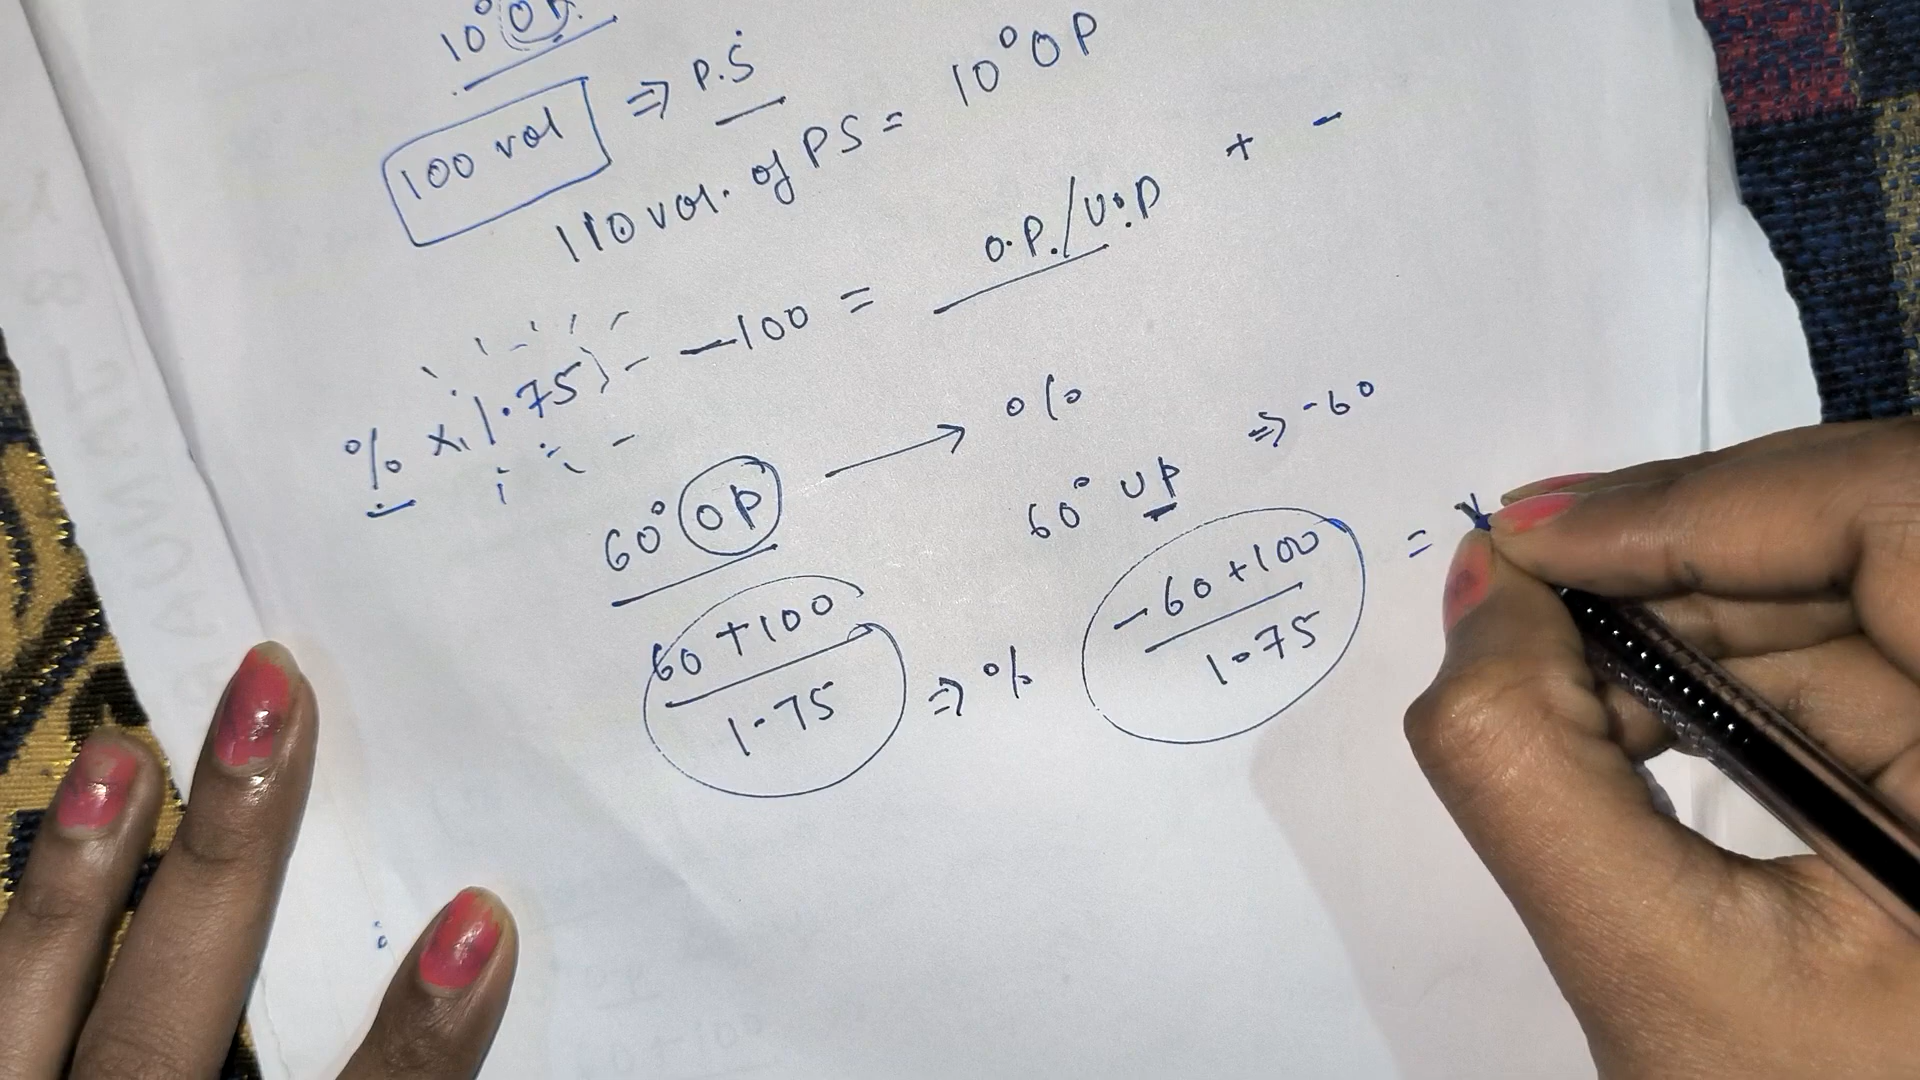 10° O P.
100 vol ⇒ P.S
110 vol. of PS = 10° O P
% × 1.75 - 100 = O.P./U.P + -
60° OP → % 60° UP ⇒ -60
60 + 100 / 1.75 ⇒ % -60 + 100 / 1.75 =